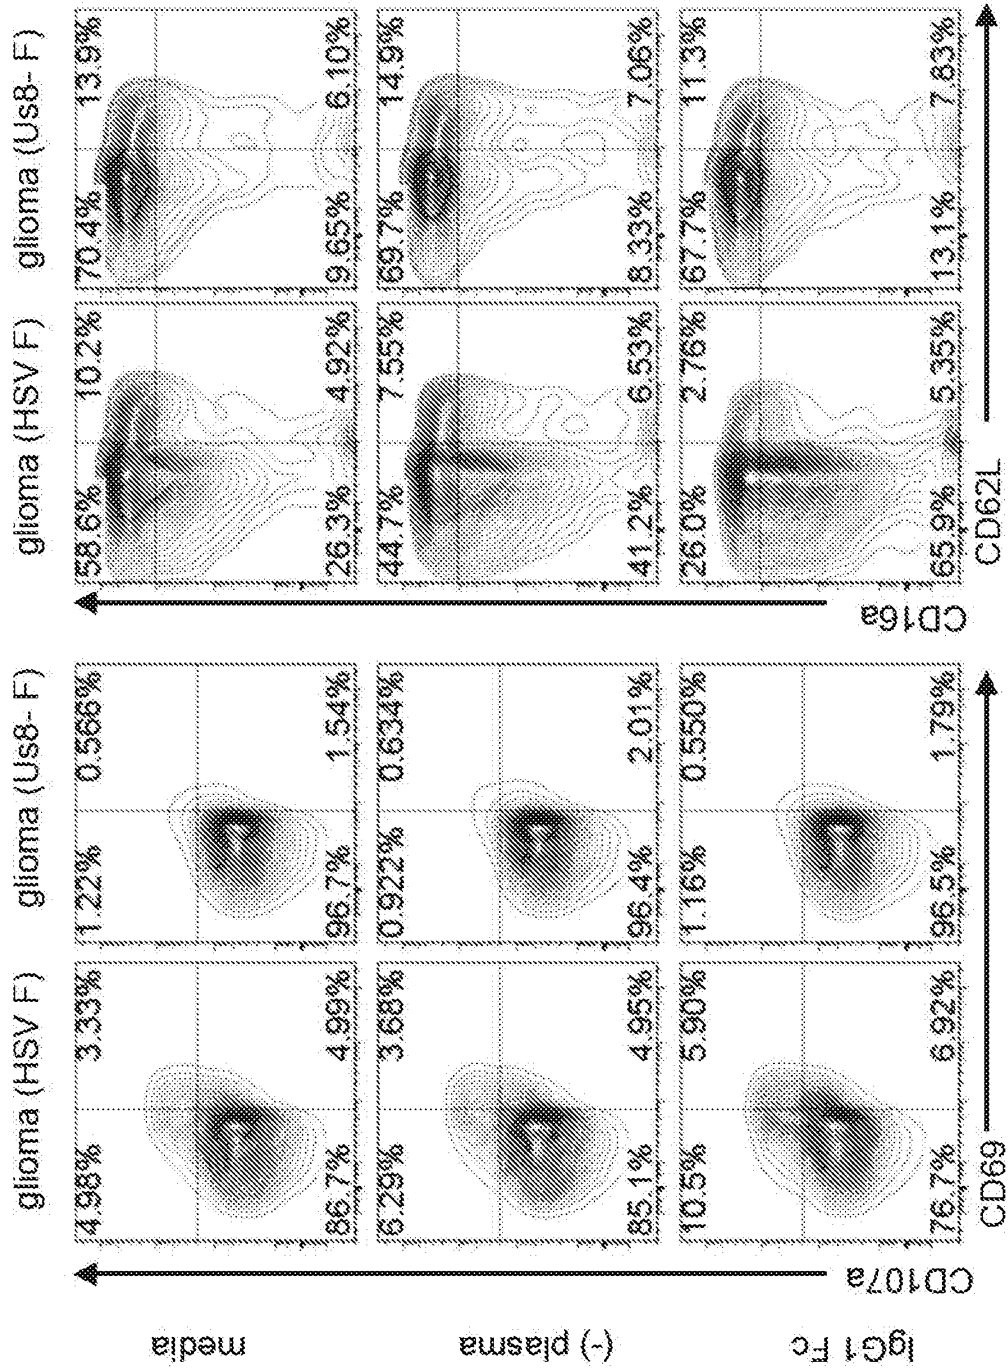 glioma (HSV F) glioma (Us8- F) glioma (HSV F) glioma (Us8- F)
4.98% 3.33% 1.22% 0.566% 58.6% 10.2% 70.4% 13.9%
media
86.7% 4.99% 96.7% 1.54% 26.3% 4.92% 9.65% 6.10%
6.29% 3.68% 0.922% 0.634% 44.7% 7.55% 69.7% 14.9%
(-) plasma
85.1% 4.95% 96.4% 2.01% 41.2% 6.53% 8.33% 7.06%
10.5% 5.90% 1.16% 0.550% 26.0% 2.76% 67.7% 11.3%
IgG1 Fc
76.7% 6.92% 96.5% 1.79% 65.9% 5.35% 13.1% 7.83%
CD107a CD16a
CD69 CD62L